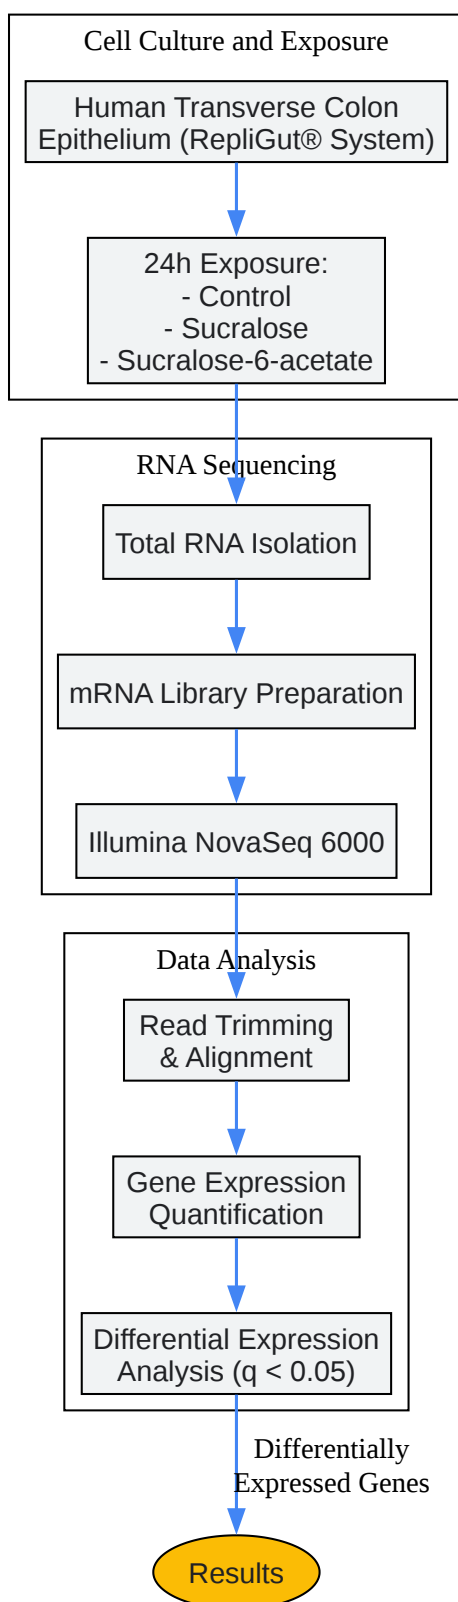 Cell Culture and Exposure
Human Transverse Colon
Epithelium (RepliGut® System)
24h Exposure:
- Control
- Sucralose
- Sucralose-6-acetate
RNA Sequencing
Total RNA Isolation
mRNA Library Preparation
Illumina NovaSeq 6000
Data Analysis
Read Trimming
& Alignment
Gene Expression
Quantification
Differential Expression
Analysis (q < 0.05)
Differentially
Expressed Genes
Results